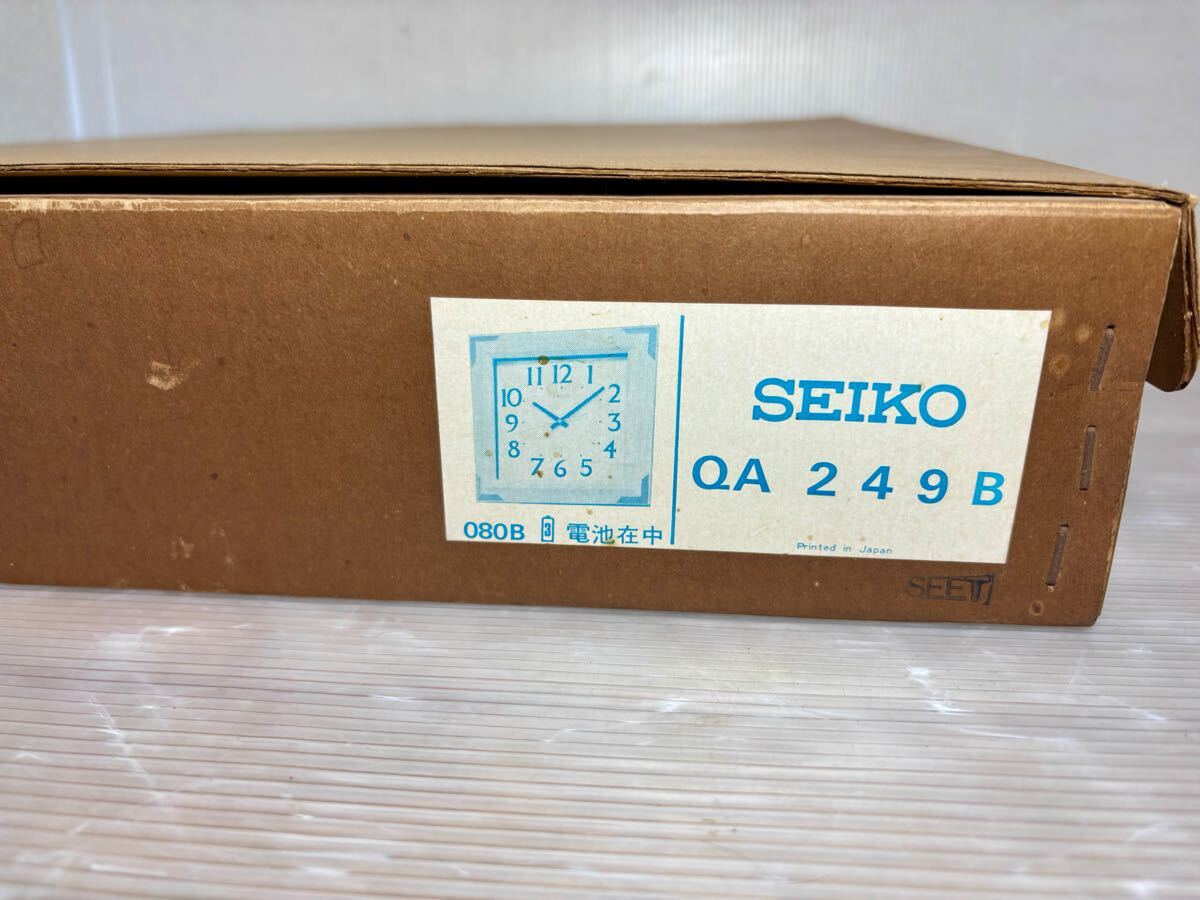 11 12 1
10 2
9 3
8 4
7 6 5
080B 3 電池在中
SEIKO
QA 249B
Printed in Japan